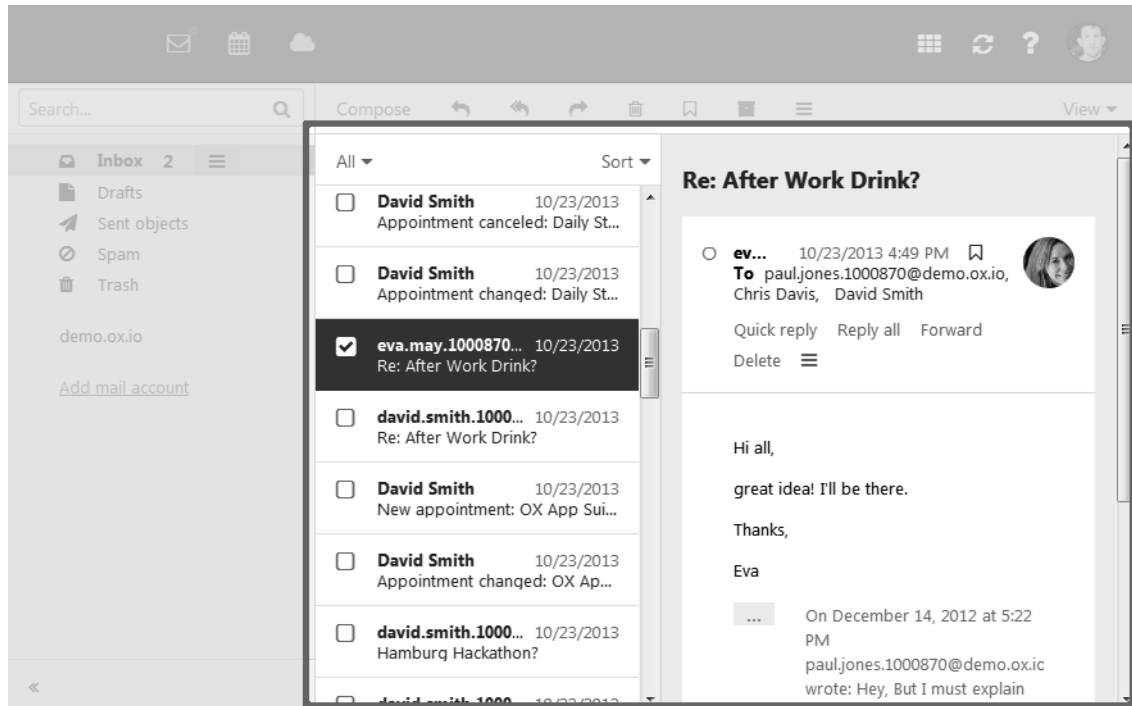 ?
Search...
Compose
View
Inbox 2
Drafts
Sent objects
Spam
Trash
demo.ox.io
Add mail account
All
Sort
David Smith 10/23/2013
Appointment canceled: Daily St...
David Smith 10/23/2013
Appointment changed: Daily St...
eva.may.1000870... 10/23/2013
Re: After Work Drink?
david.smith.1000... 10/23/2013
Re: After Work Drink?
David Smith 10/23/2013
New appointment: OX App Sui...
David Smith 10/23/2013
Appointment changed: OX Ap...
david.smith.1000... 10/23/2013
Hamburg Hackathon?
david.smith.1000... 10/23/2013
Re: After Work Drink?
ev... 10/23/2013 4:49 PM
To paul.jones.1000870@demo.ox.io,
Chris Davis, David Smith
Quick reply Reply all Forward
Delete
Hi all,
great idea! I'll be there.
Thanks,
Eva
... On December 14, 2012 at 5:22
PM
paul.jones.1000870@demo.ox.ic
wrote: Hey, But I must explain